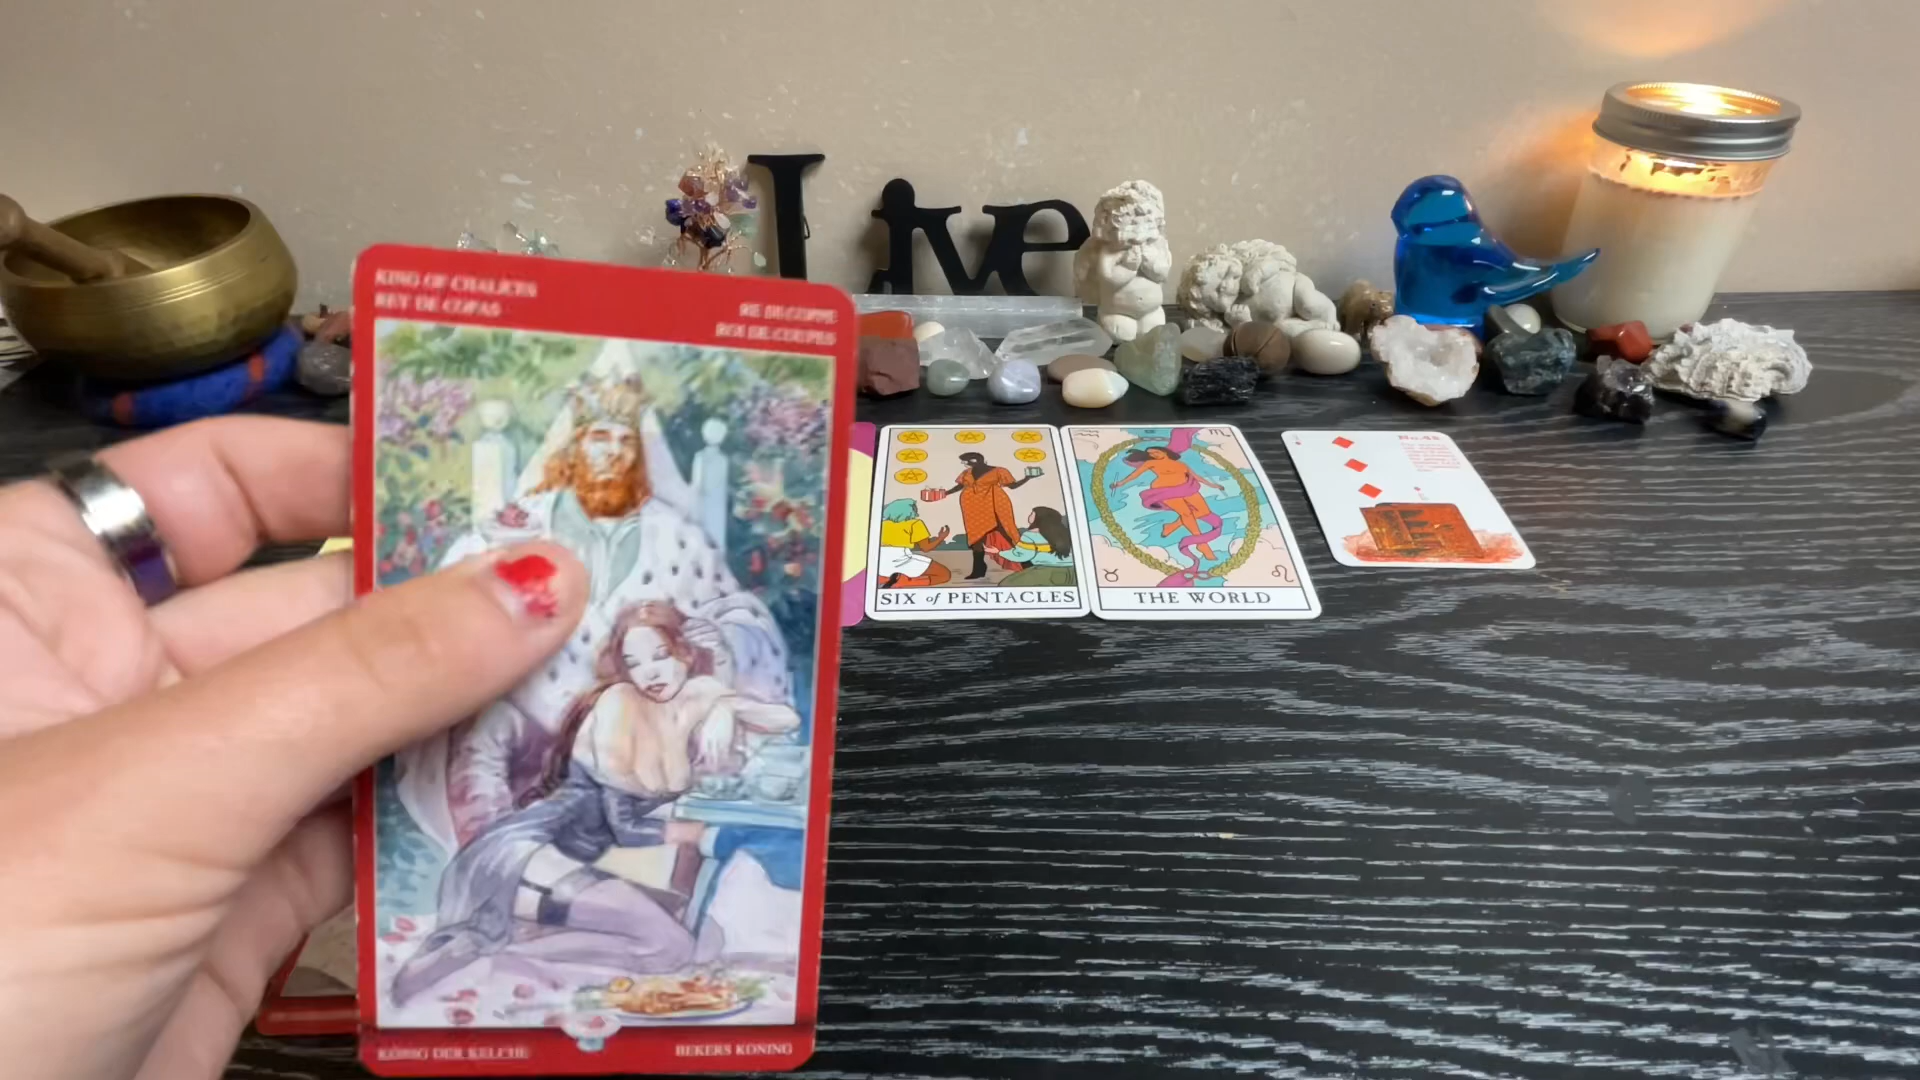 Live
KING OF CHALICES
REY DE COPAS
RE DI COPPE
ROI DE COUPES
SIX of PENTACLES
THE WORLD
KÖNIG DER KELCHE
BEKERS KONING